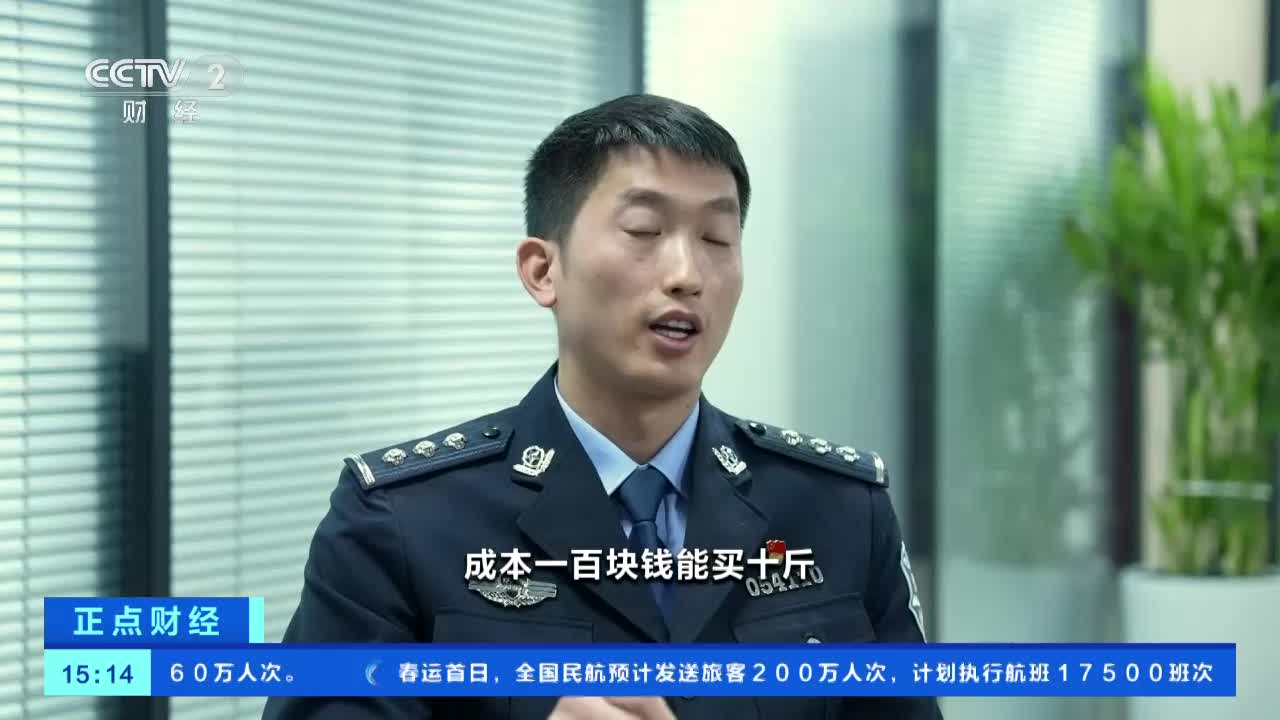 CCTV 2
财经
成本一百块钱能买十斤
054110
正点财经
15:14
60万人次。 春运首日，全国民航预计发送旅客200万人次，计划执行航班17500班次